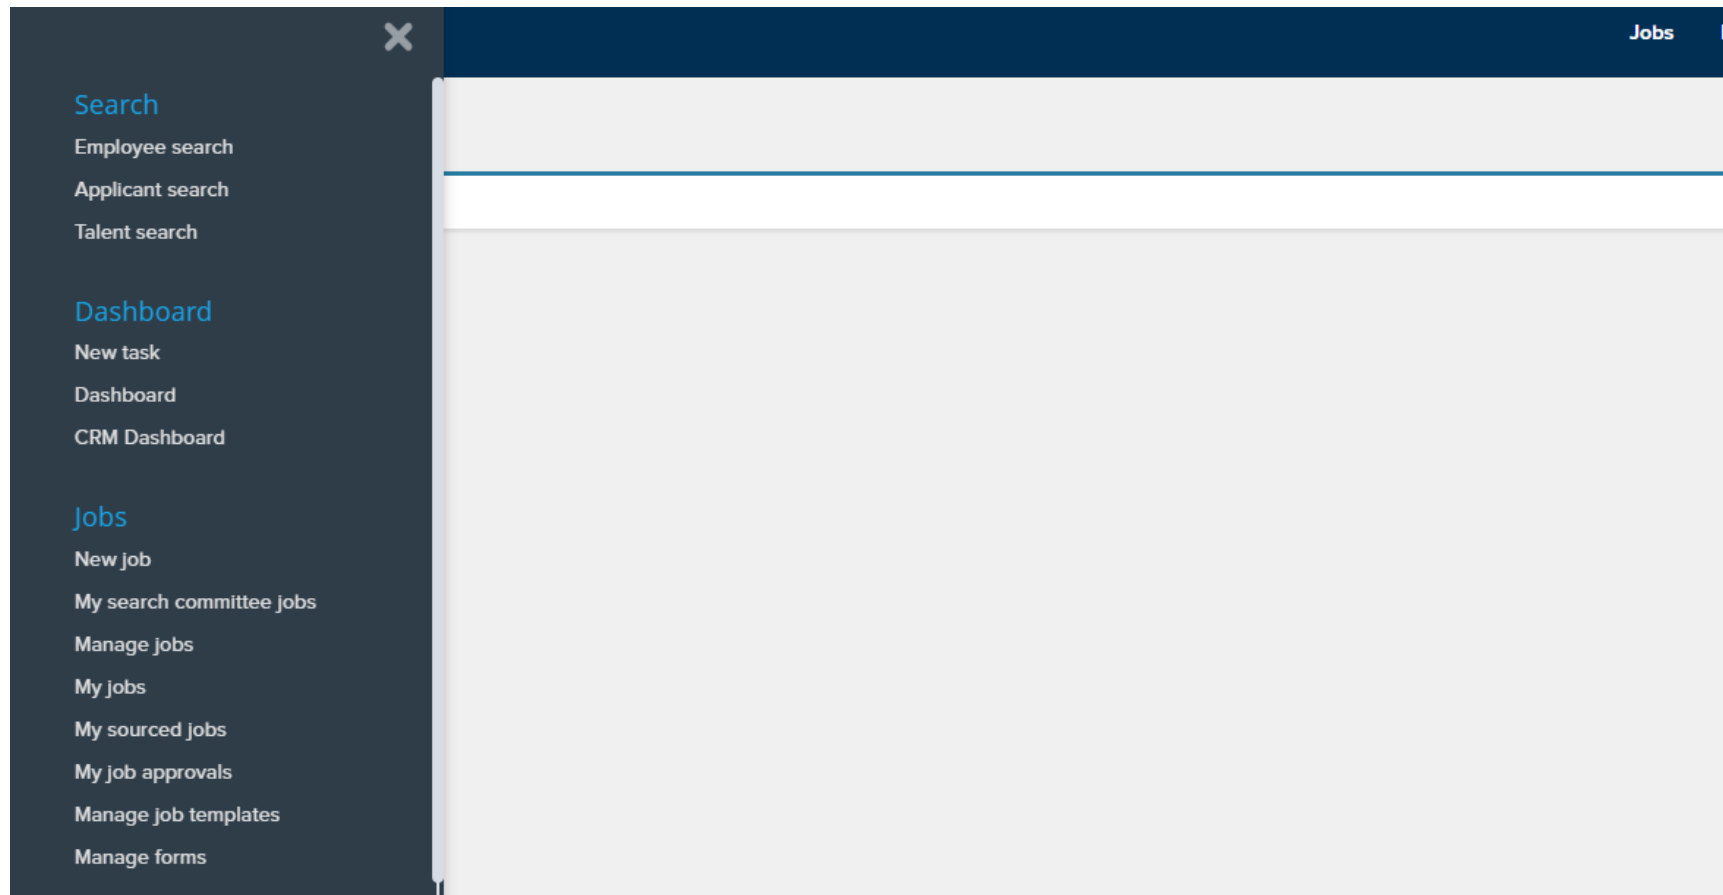 Jobs
Search
Employee search
Applicant search
Talent search
Dashboard
New task
Dashboard
CRM Dashboard
Jobs
New job
My search committee jobs
Manage jobs
My jobs
My sourced jobs
My job approvals
Manage job templates
Manage forms